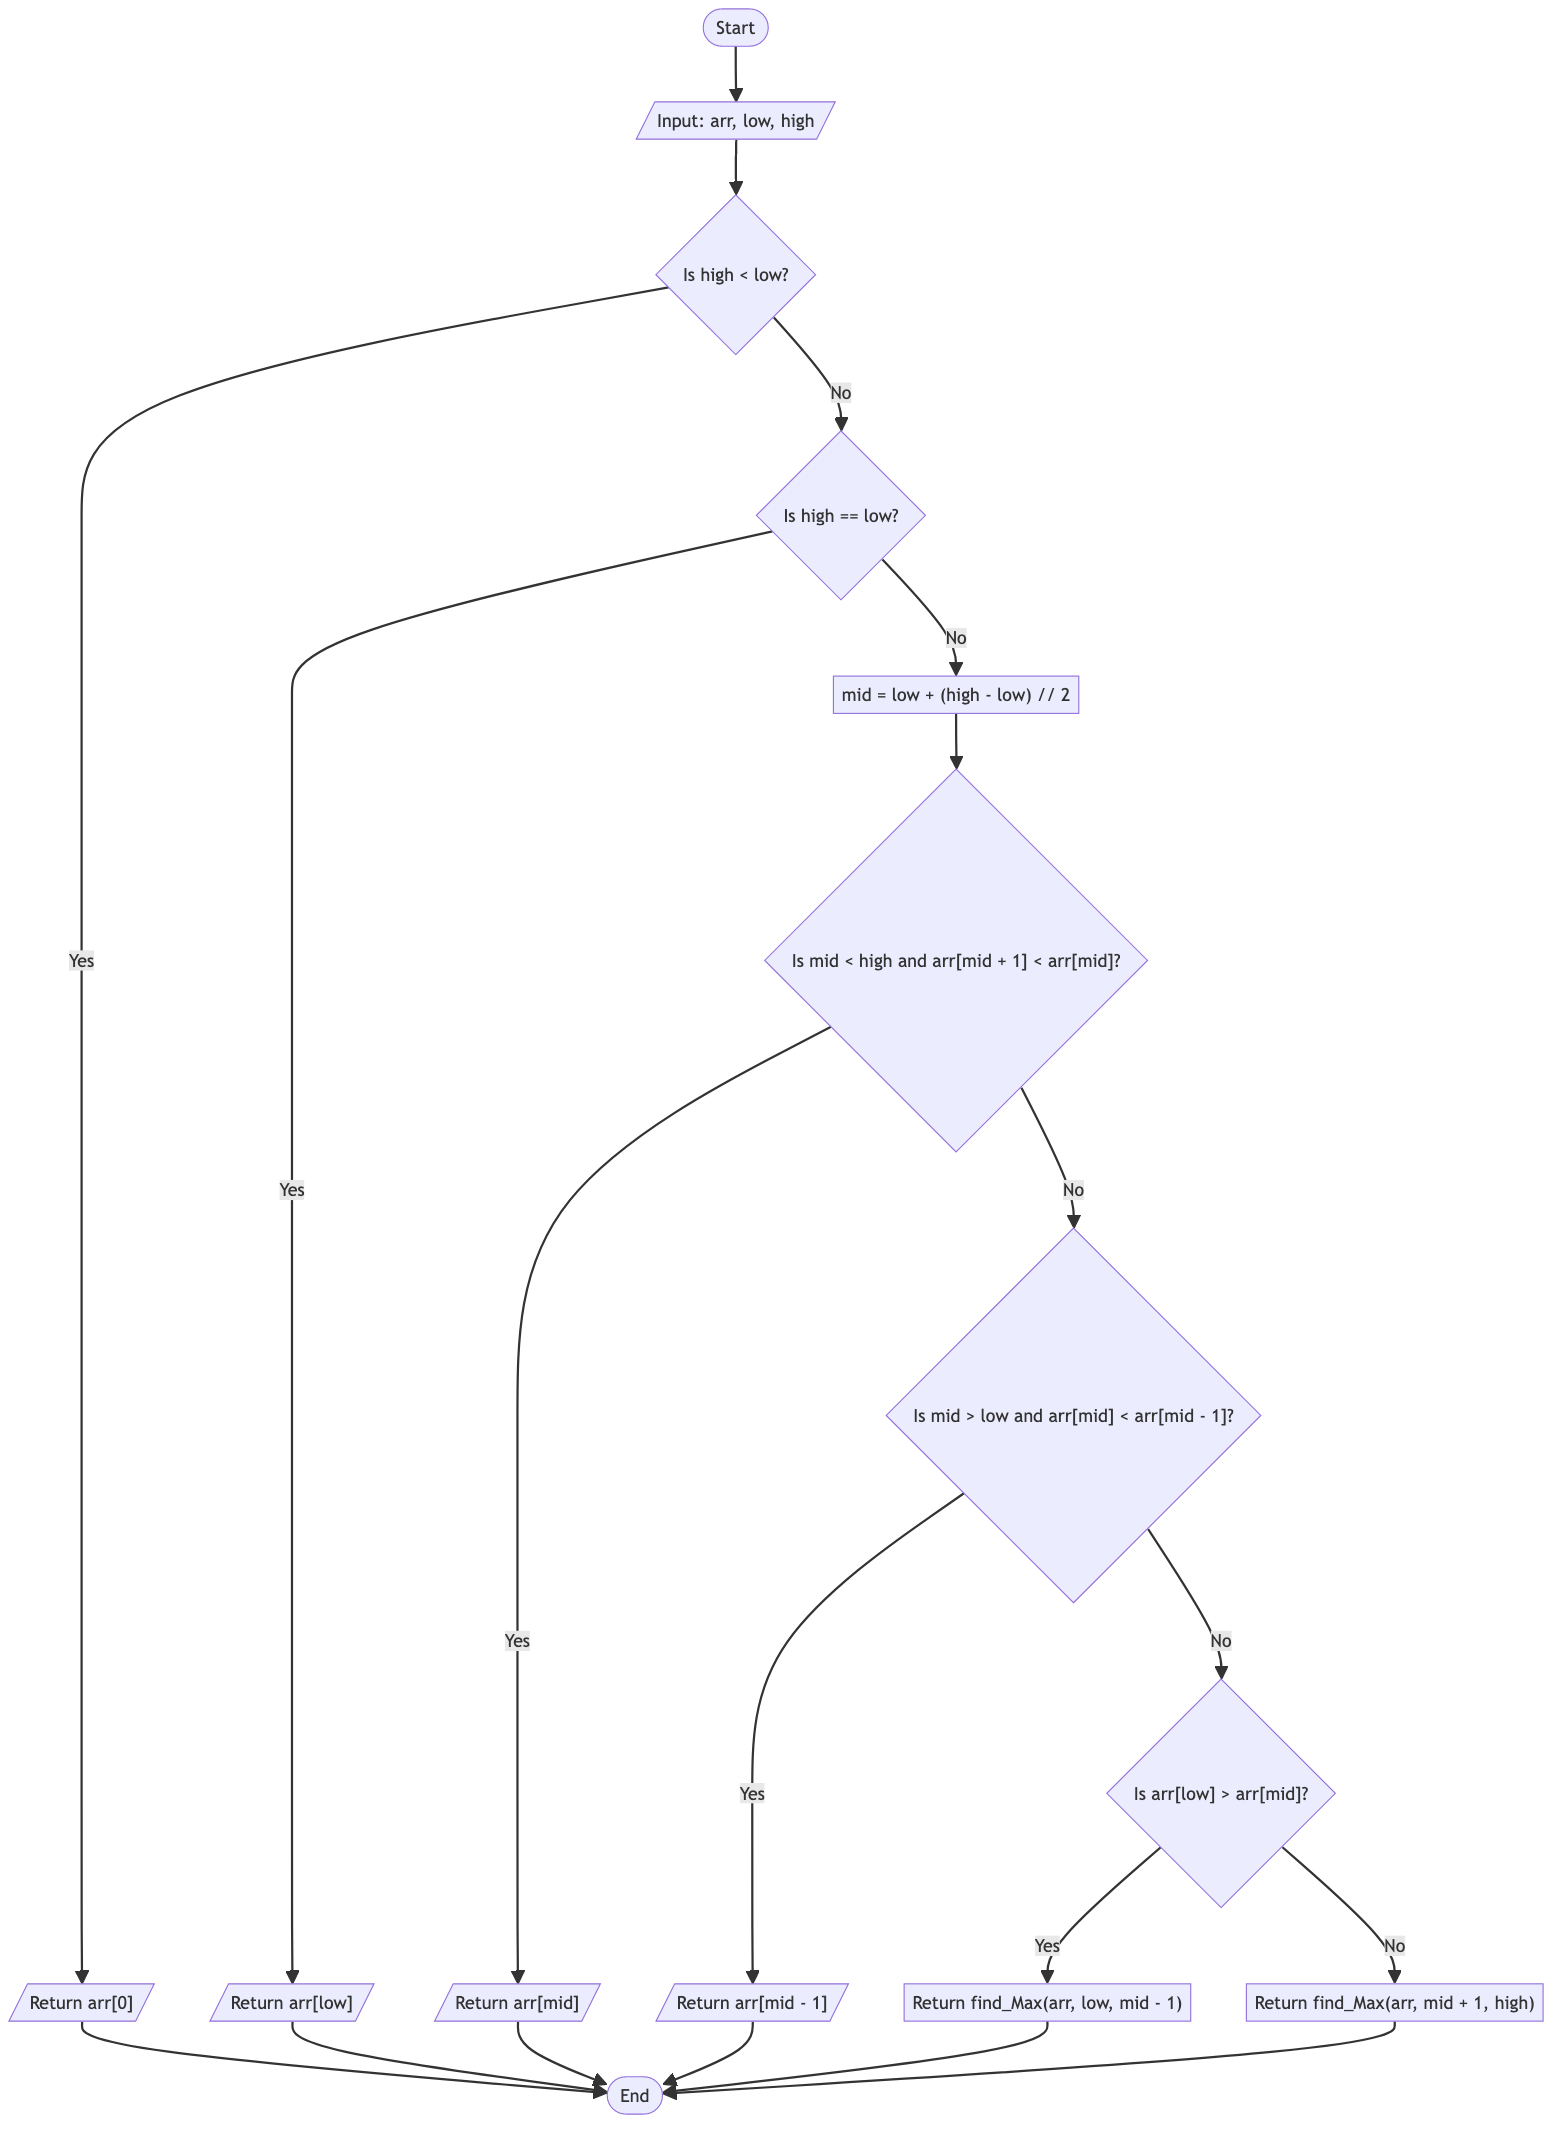 Start
Input: arr, low, high
Is high < low?
No
Is high == low?
No
mid = low + (high - low) // 2
Yes
Is mid < high and arr[mid + 1] < arr[mid]?
Yes
No
Is mid > low and arr[mid] < arr[mid - 1]?
Yes
No
Yes
Is arr[low] > arr[mid]?
Yes
No
Return arr[0]
Return arr[low]
Return arr[mid]
Return arr[mid - 1]
Return find_Max(arr, low, mid - 1)
Return find_Max(arr, mid + 1, high)
End